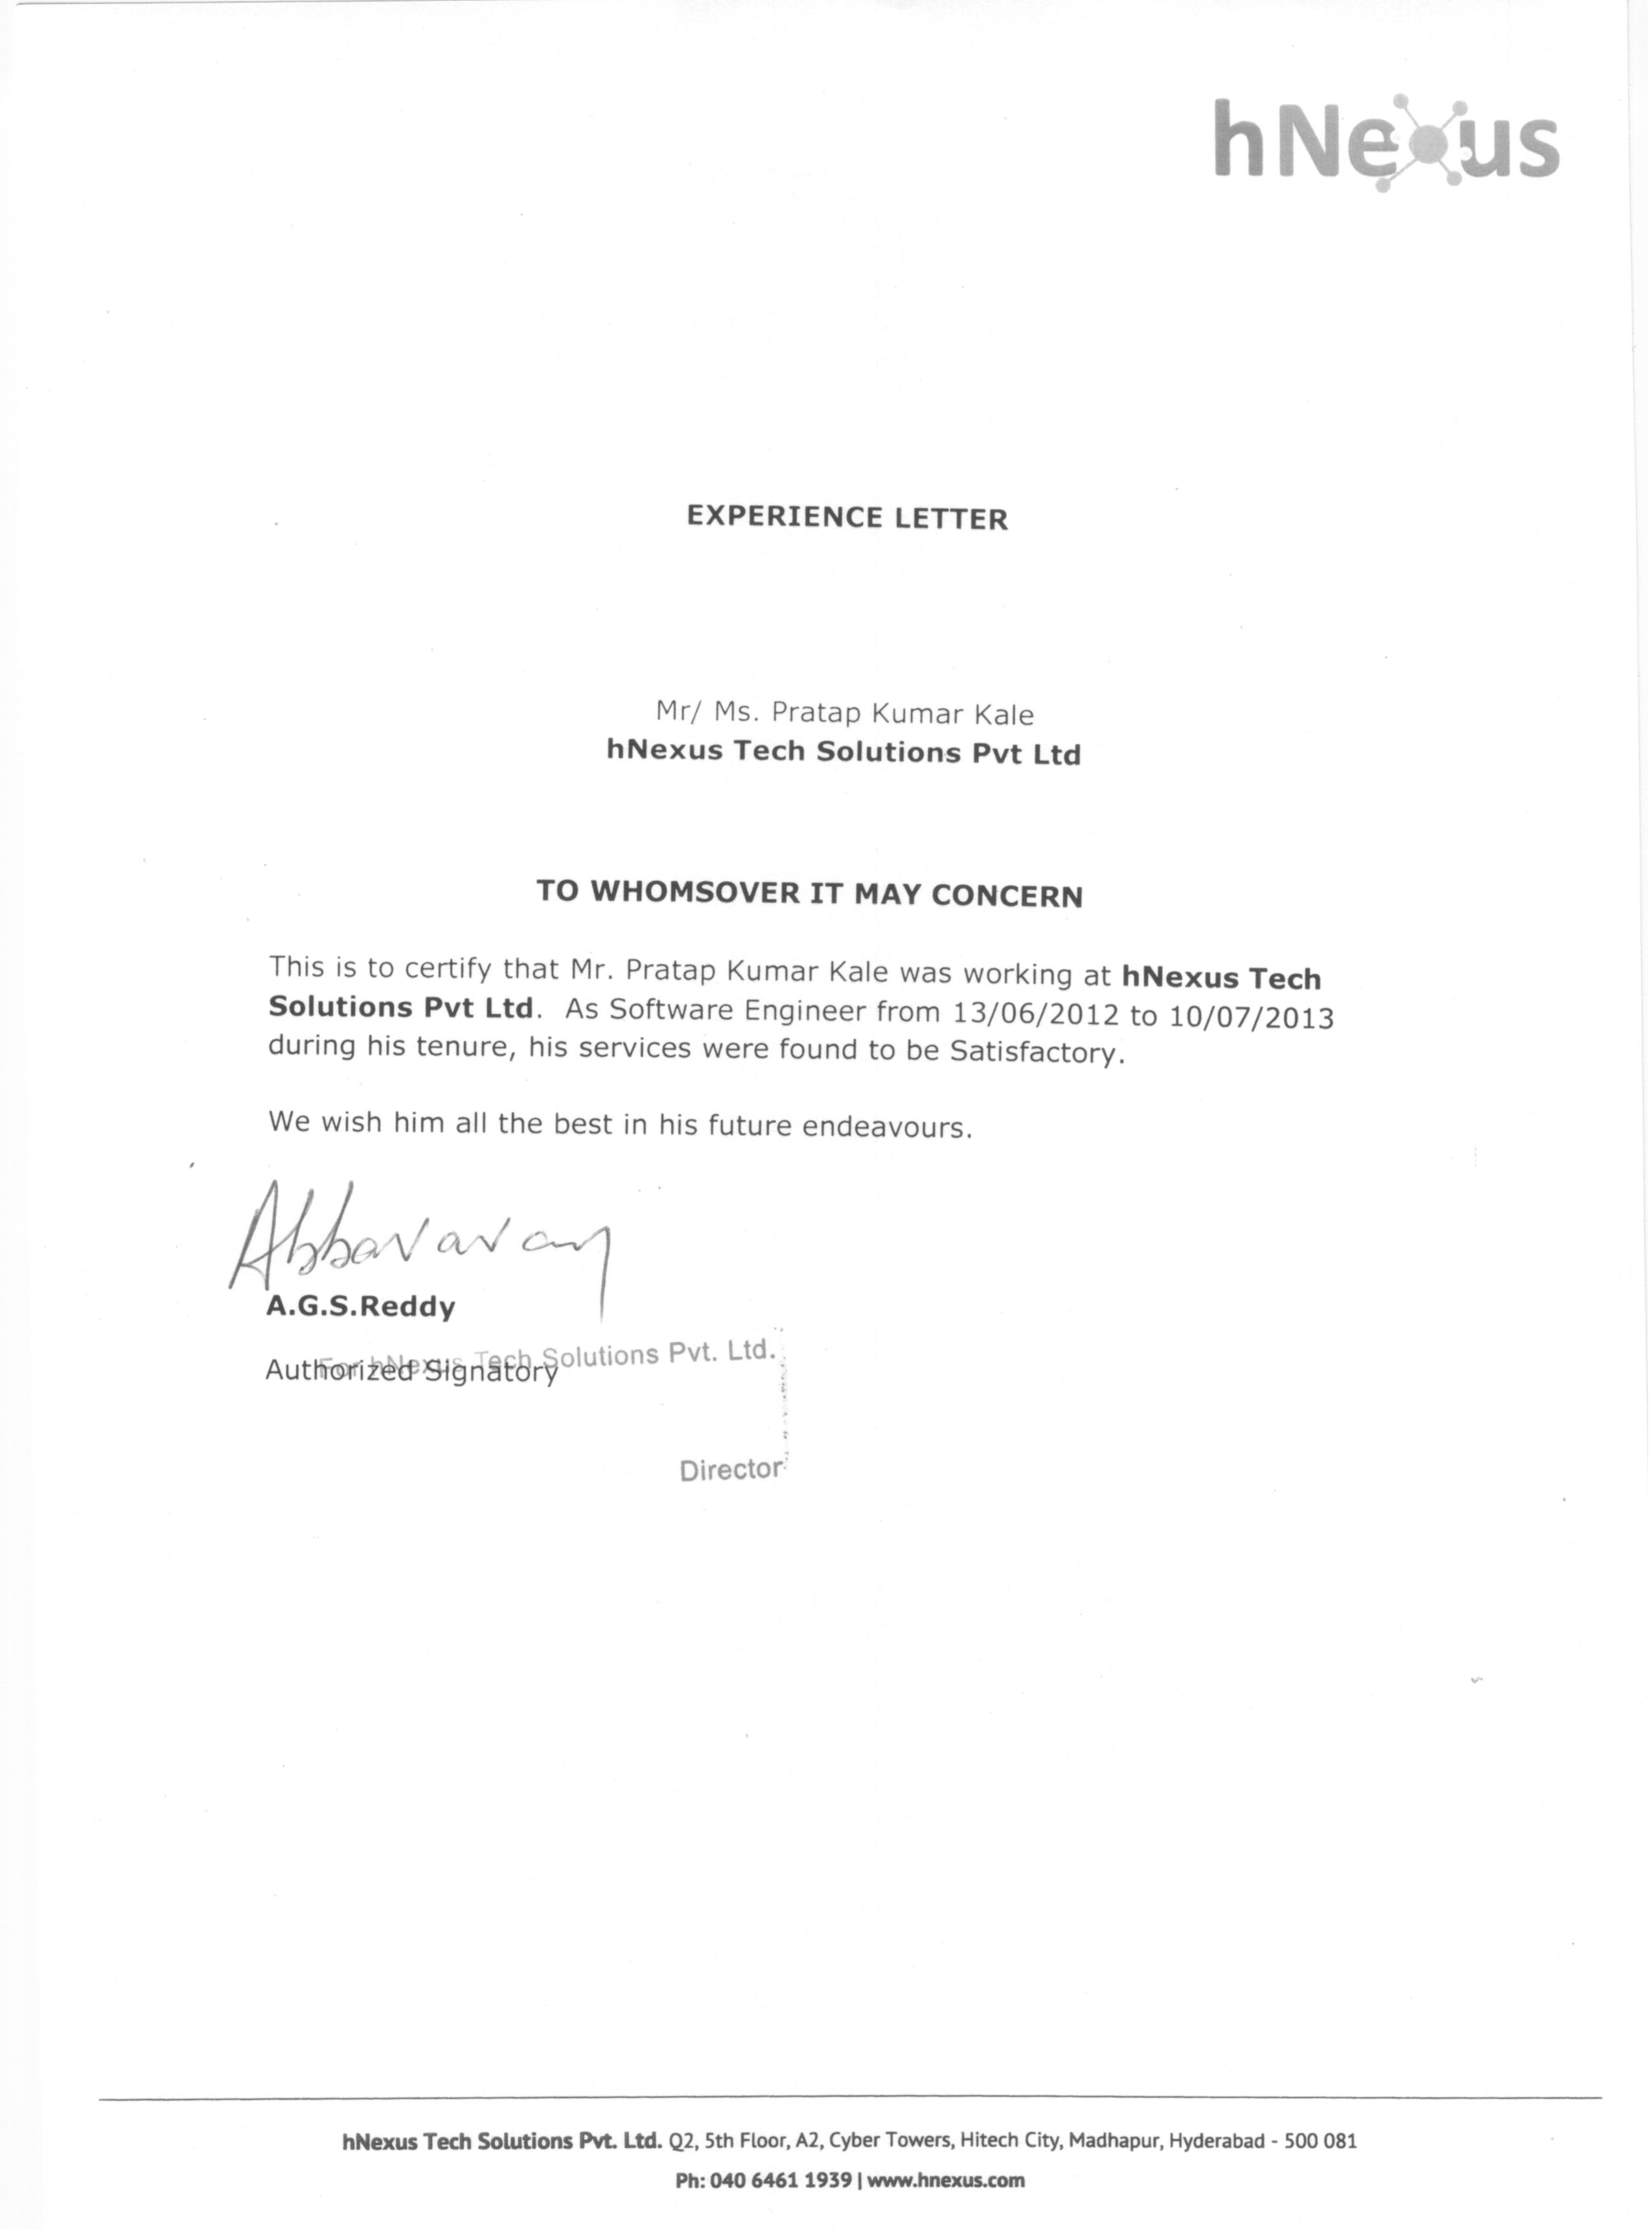 hNexus
EXPERIENCE LETTER
Mr/ Ms. Pratap Kumar Kale
hNexus Tech Solutions Pvt Ltd
TO WHOMSOVER IT MAY CONCERN
This is to certify that Mr. Pratap Kumar Kale was working at hNexus Tech
Solutions Pvt Ltd.  As Software Engineer from 13/06/2012 to 10/07/2013
during his tenure, his services were found to be Satisfactory.
We wish him all the best in his future endeavours.
A.G.S.Reddy
For hNexus Tech Solutions Pvt. Ltd.
Authorized Signatory
Director
hNexus Tech Solutions Pvt. Ltd. Q2, 5th Floor, A2, Cyber Towers, Hitech City, Madhapur, Hyderabad - 500 081
Ph: 040 6461 1939 | www.hnexus.com